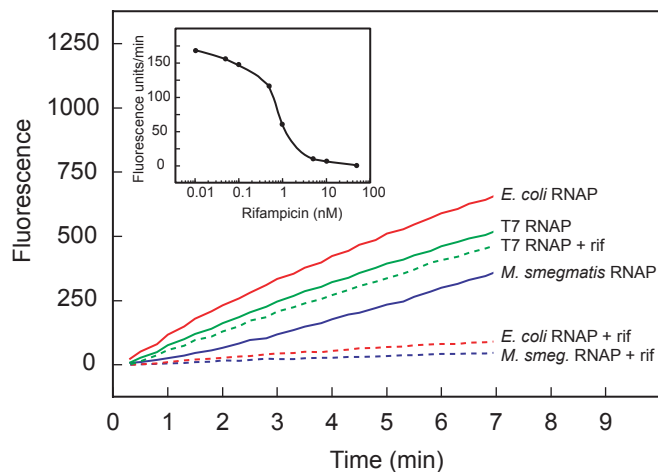 1250
1000
750
500
250
0
Fluorescence
0
1
2
3
4
5
6
7
8
9
Time (min)
Fluorescence units/min
150
100
50
0
0.01
0.1
1
10
100
Rifampicin (nM)
E. coli RNAP
T7 RNAP
T7 RNAP + rif
M. smegmatis RNAP
E. coli RNAP + rif
M. smeg. RNAP + rif